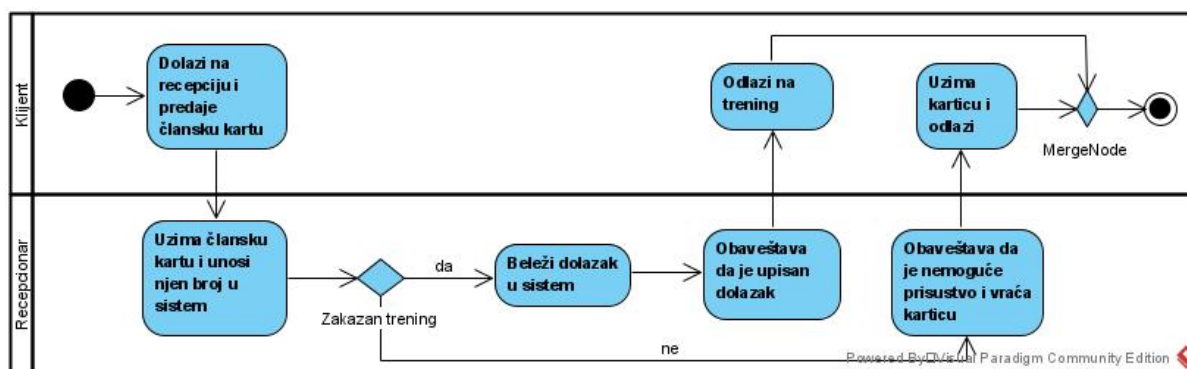 Klijent
Dolazi na
recepciju i
predaje
člansku kartu
Odlazi na
trening
Uzima
karticu i
odlazi
MergeNode
Recepcionar
Uzima člansku
kartu i unosi
njen broj u
sistem
Zakazan trening
da
Beleži dolazak
u sistem
Obaveštava
da je upisan
dolazak
Obaveštava da
je nemoguće
prisustvo i vraća
karticu
ne
Powered By Visual Paradigm Community Edition